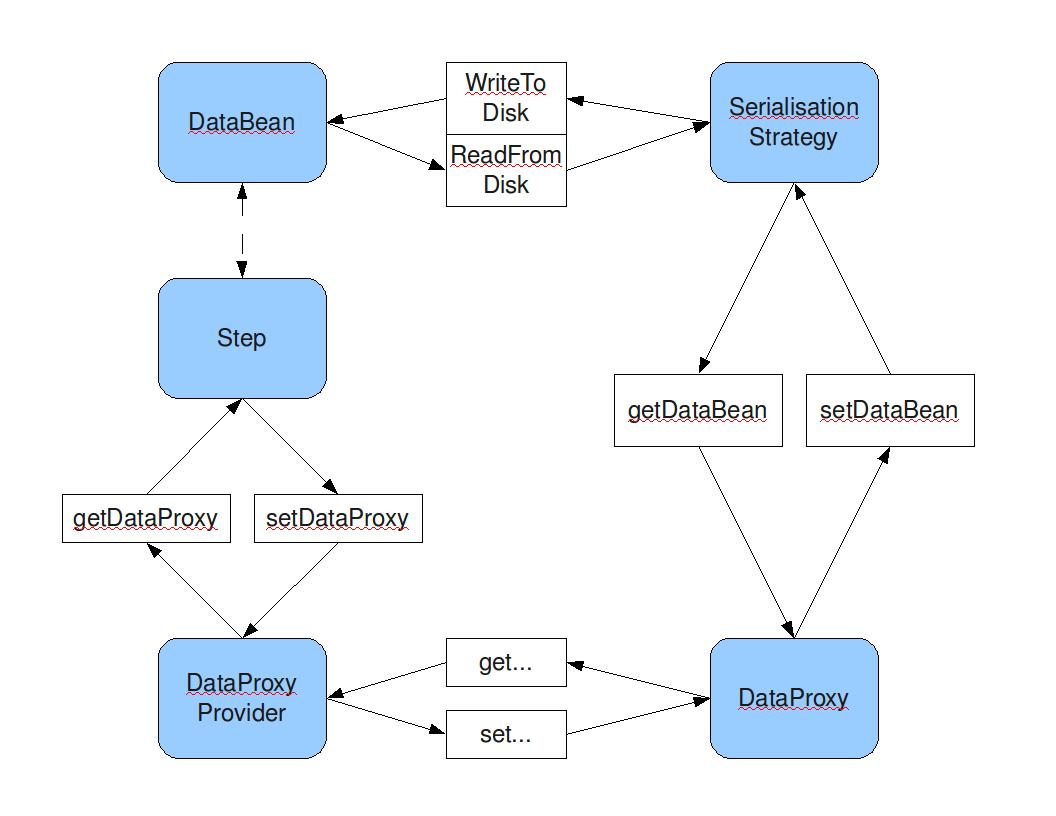 DataBean
WriteTo
Disk
ReadFrom
Disk
Serialisation
Strategy
Step
getDataBean
setDataBean
getDataProxy
setDataProxy
DataProxy
Provider
get...
set...
DataProxy